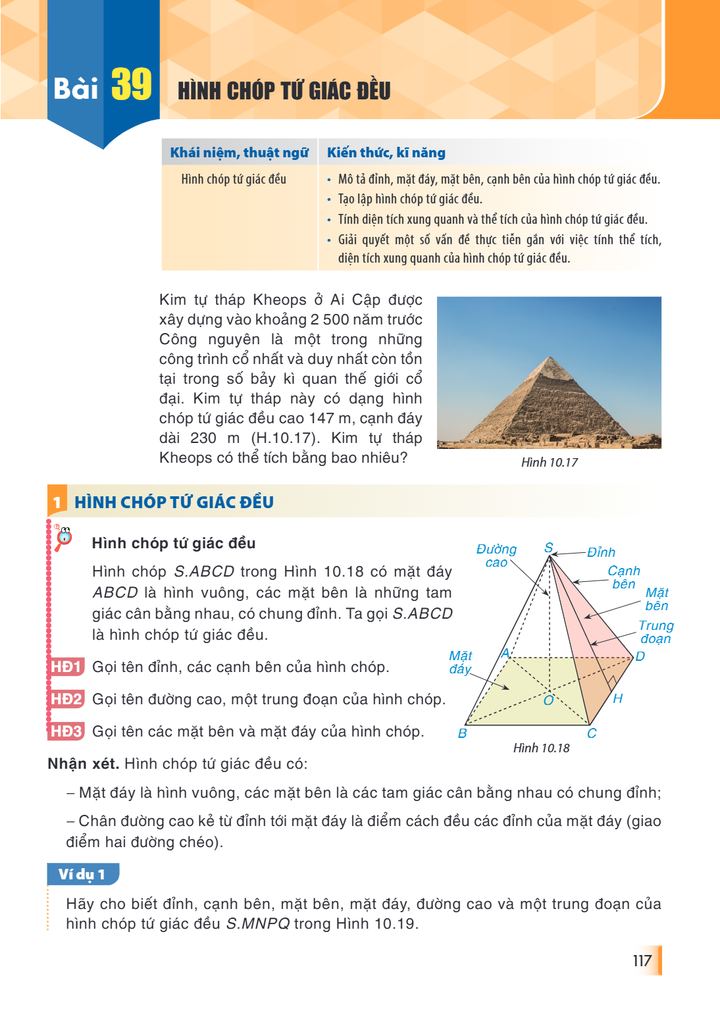 Bài 39
HÌNH CHÓP TỨ GIÁC ĐỀU
Khái niệm, thuật ngữ
Kiến thức, kĩ năng
Hình chóp tứ giác đều
• Mô tả đỉnh, mặt đáy, mặt bên, cạnh bên của hình chóp tứ giác đều.
• Tạo lập hình chóp tứ giác đều.
• Tính diện tích xung quanh và thể tích của hình chóp tứ giác đều.
• Giải quyết một số vấn đề thực tiễn gắn với việc tính thể tích,
diện tích xung quanh của hình chóp tứ giác đều.
Kim tự tháp Kheops ở Ai Cập được
xây dựng vào khoảng 2 500 năm trước
Công nguyên là một trong những
công trình cổ nhất và duy nhất còn tồn
tại trong số bảy kì quan thế giới cổ
đại. Kim tự tháp này có dạng hình
chóp tứ giác đều cao 147 m, cạnh đáy
dài 230 m (H.10.17). Kim tự tháp
Kheops có thể tích bằng bao nhiêu?
Hình 10.17
1 HÌNH CHÓP TỨ GIÁC ĐỀU
Hình chóp tứ giác đều
Hình chóp S.ABCD trong Hình 10.18 có mặt đáy
ABCD là hình vuông, các mặt bên là những tam
giác cân bằng nhau, có chung đỉnh. Ta gọi S.ABCD
là hình chóp tứ giác đều.
HĐ1 Gọi tên đỉnh, các cạnh bên của hình chóp.
HĐ2 Gọi tên đường cao, một trung đoạn của hình chóp.
HĐ3 Gọi tên các mặt bên và mặt đáy của hình chóp.
Đường
cao
S
Đỉnh
Cạnh
bên
Mặt
bên
Trung
đoạn
Mặt
đáy
A
D
O
H
B
C
Hình 10.18
Nhận xét. Hình chóp tứ giác đều có:
– Mặt đáy là hình vuông, các mặt bên là các tam giác cân bằng nhau có chung đỉnh;
– Chân đường cao kẻ từ đỉnh tới mặt đáy là điểm cách đều các đỉnh của mặt đáy (giao
điểm hai đường chéo).
Ví dụ 1
Hãy cho biết đỉnh, cạnh bên, mặt bên, mặt đáy, đường cao và một trung đoạn của
hình chóp tứ giác đều S.MNPQ trong Hình 10.19.
117